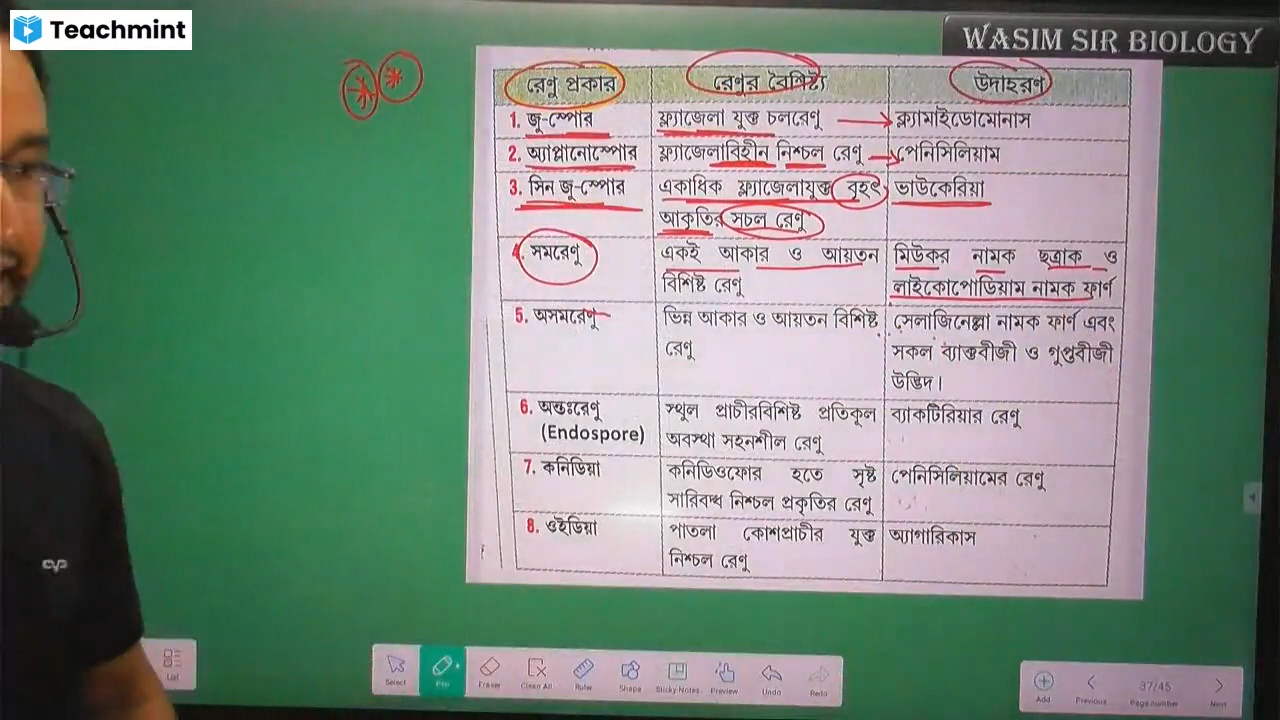 Teachmint
WASIM SIR BIOLOGY
রেণু প্রকার
রেণুর বৈশিষ্ট্য
উদাহরণ
1. জু-স্পোর
ফ্ল্যাজেলা যুক্ত চলরেণু
ক্ল্যামাইডোমোনাস
2. অ্যাপ্লানোস্পোর
ফ্ল্যাজেলাবিহীন নিশ্চল রেণু
পেনিসিলিয়াম
3. সিন জু-স্পোর
একাধিক ফ্ল্যাজেলাযুক্ত বৃহৎ
আকৃতির সচল রেণু
ভাউকেরিয়া
4. সমরেণু
একই আকার ও আয়তন
বিশিষ্ট রেণু
মিউকর নামক ছত্রাক ও
লাইকোপোডিয়াম নামক ফার্ণ
5. অসমরেণু
ভিন্ন আকার ও আয়তন বিশিষ্ট
রেণু
সেলাজিনেল্লা নামক ফার্ণ এবং
সকল ব্যাক্তবীজী ও গুপ্তবীজী
উদ্ভিদ।
6. অন্তঃরেণু
(Endospore)
স্থূল প্রাচীরবিশিষ্ট প্রতিকূল
অবস্থা সহনশীল রেণু
ব্যাকটিরিয়ার রেণু
7. কনিডিয়া
কনিডিওফোর হতে সৃষ্ট
সারিবদ্ধ নিশ্চল প্রকৃতির রেণু
পেনিসিলিয়ামের রেণু
8. ওইডিয়া
পাতলা কোশপ্রাচীর যুক্ত
নিশ্চল রেণু
অ্যাগারিকাস
List
Select
Pen
Eraser
Clean All
Ruler
Shape
Sticky Notes
Preview
Undo
Redo
Add
Previous
37/45
Page number
Next